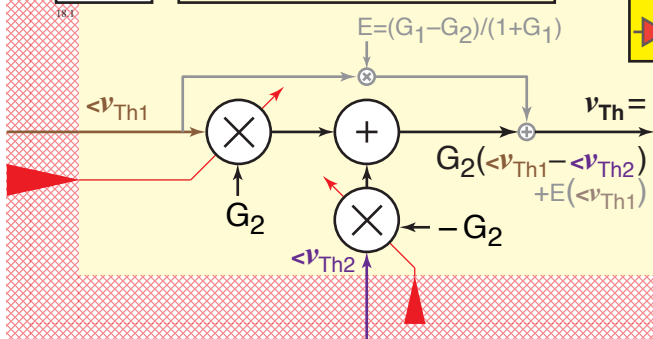 18.1
E=(G₁–G₂)/(1+G₁)
<𝒗Th1
𝒗Th=
G₂(<𝒗Th1–<𝒗Th2)
+E(<𝒗Th1)
G₂
–G₂
<𝒗Th2